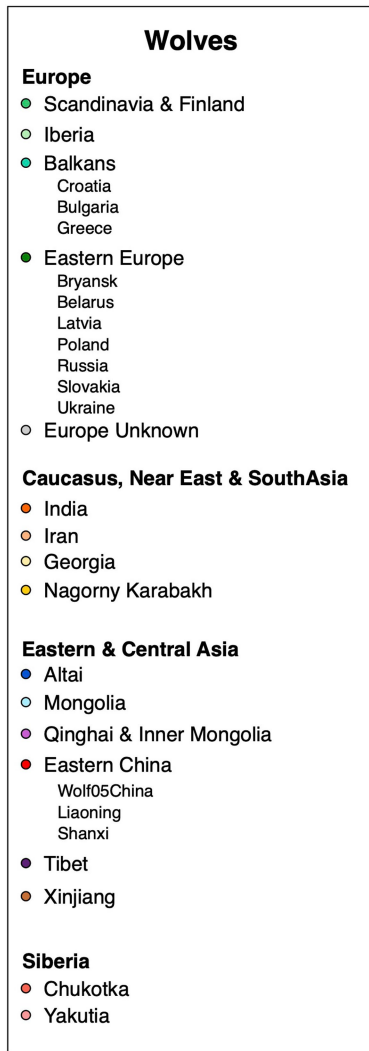 Wolves
Europe
Scandinavia & Finland
Iberia
Balkans
Croatia
Bulgaria
Greece
Eastern Europe
Bryansk
Belarus
Latvia
Poland
Russia
Slovakia
Ukraine
Europe Unknown
Caucasus, Near East & SouthAsia
India
Iran
Georgia
Nagorny Karabakh
Eastern & Central Asia
Altai
Mongolia
Qinghai & Inner Mongolia
Eastern China
Wolf05China
Liaoning
Shanxi
Tibet
Xinjiang
Siberia
Chukotka
Yakutia